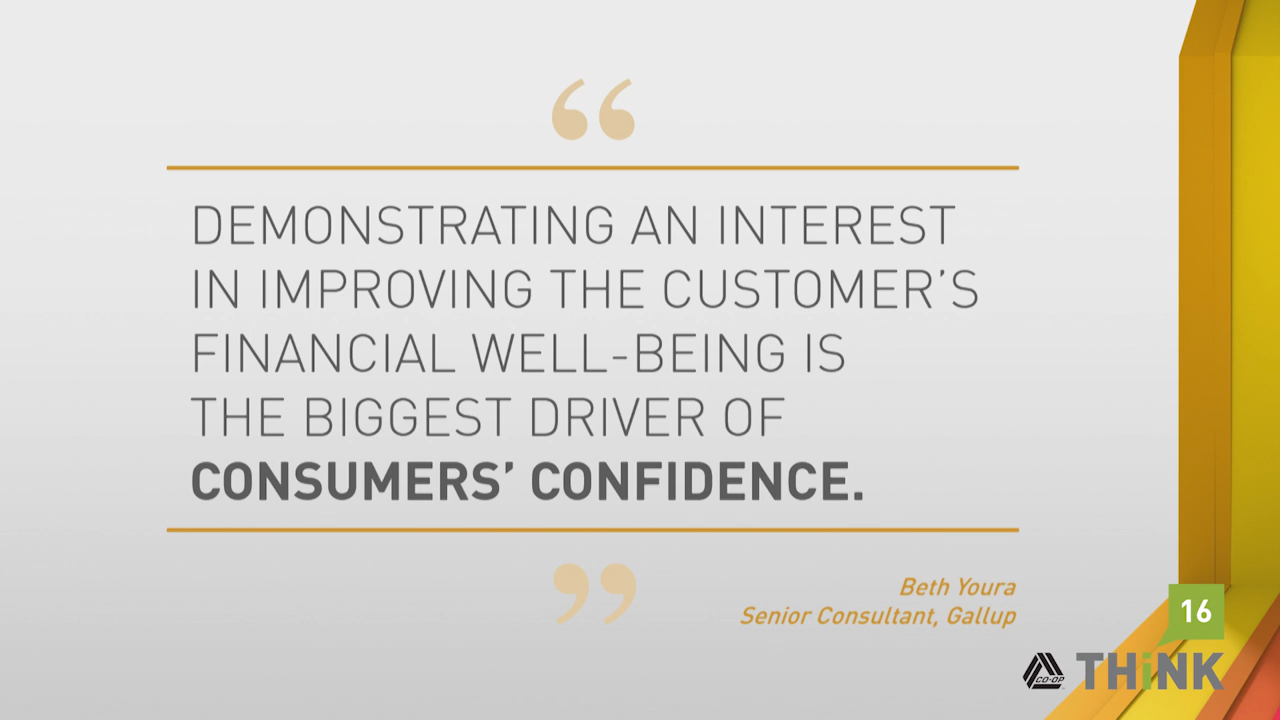 “
DEMONSTRATING AN INTEREST
IN IMPROVING THE CUSTOMER’S
FINANCIAL WELL-BEING IS
THE BIGGEST DRIVER OF
CONSUMERS’ CONFIDENCE.
”
Beth Youra
Senior Consultant, Gallup
16
CO-OP
THiNK